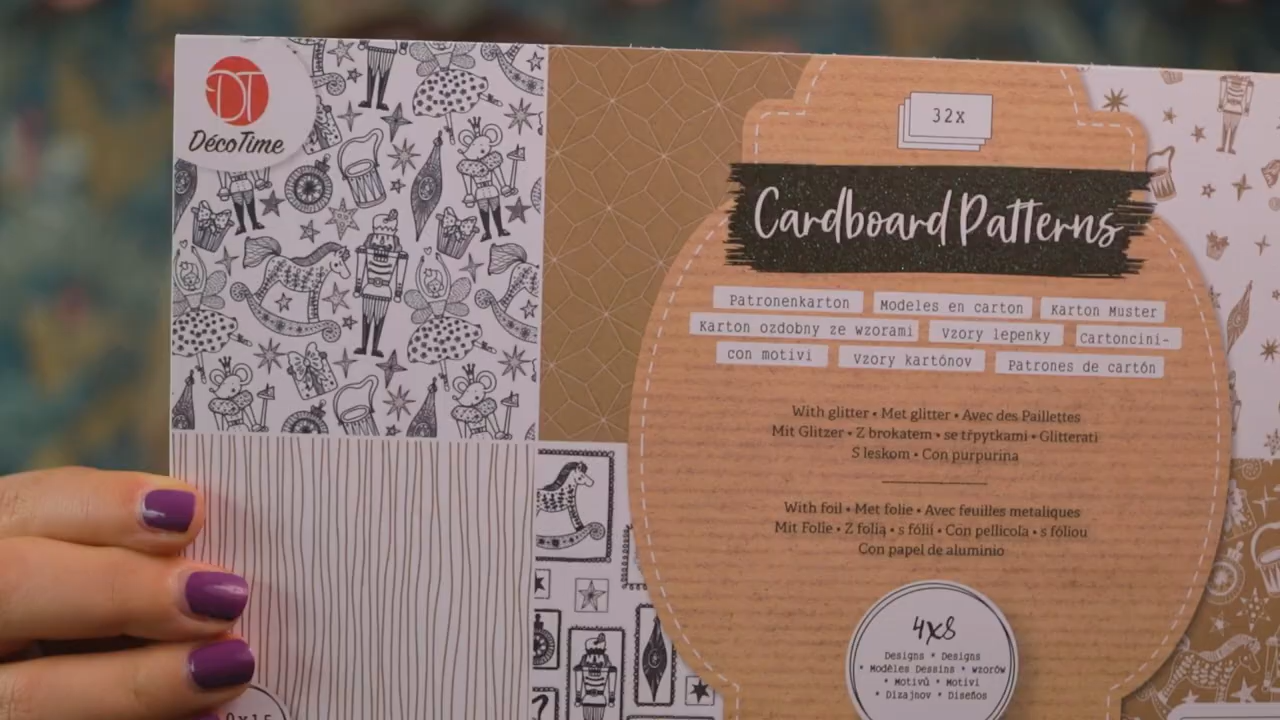 DT
DécoTime
32x
Cardboard Patterns
Patronenkarton Modeles en carton Karton Muster
Karton ozdobny ze wzorami Vzory lepenky Cartoncini-
con motivi Vzory kartónov Patrones de cartón
With glitter • Met glitter • Avec des Paillettes
Mit Glitzer • Z brokatem • se třpytkami • Glitterati
S leskom • Con purpurina
With foil • Met folie • Avec feuilles metaliques
Mit Folie • Z folią • s fólií • Con pellicola • s fóliou
Con papel de aluminio
4x8
Designs * Designs
* Modèles Dessins * wzorów
* Motivů * Motivi
* Dizajnov * Diseños